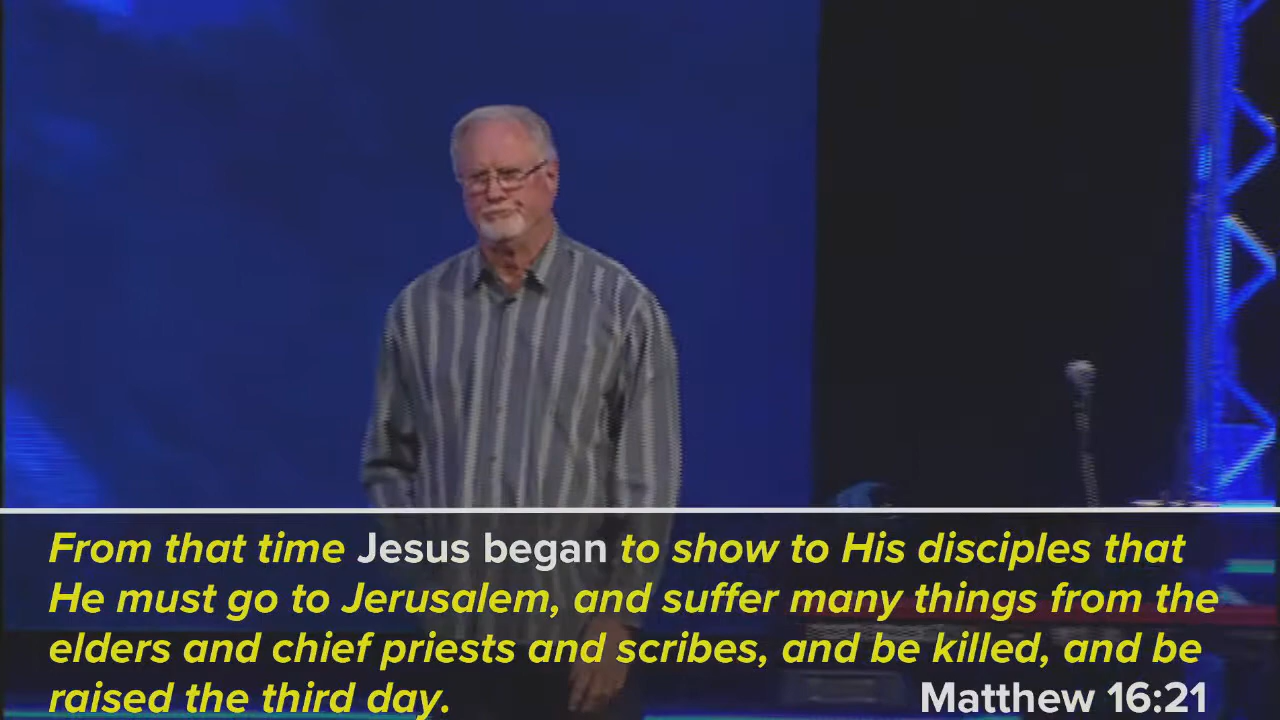 From that time Jesus began to show to His disciples that
He must go to Jerusalem, and suffer many things from the
elders and chief priests and scribes, and be killed, and be
raised the third day.
Matthew 16:21